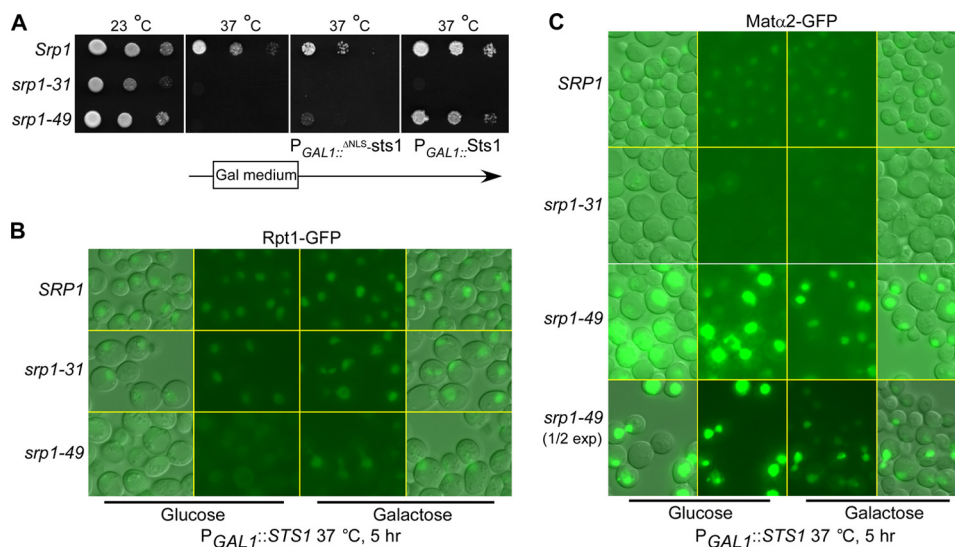 A
23 °C 37 °C 37 °C 37 °C
Srp1
srp1-31
srp1-49
PGAL1::ΔNLS-sts1 PGAL1::Sts1
Gal medium
B
Rpt1-GFP
SRP1
srp1-31
srp1-49
Glucose Galactose
PGAL1::STS1 37 °C, 5 hr
C
Matα2-GFP
SRP1
srp1-31
srp1-49
srp1-49
(1/2 exp)
Glucose Galactose
PGAL1::STS1 37 °C, 5 hr